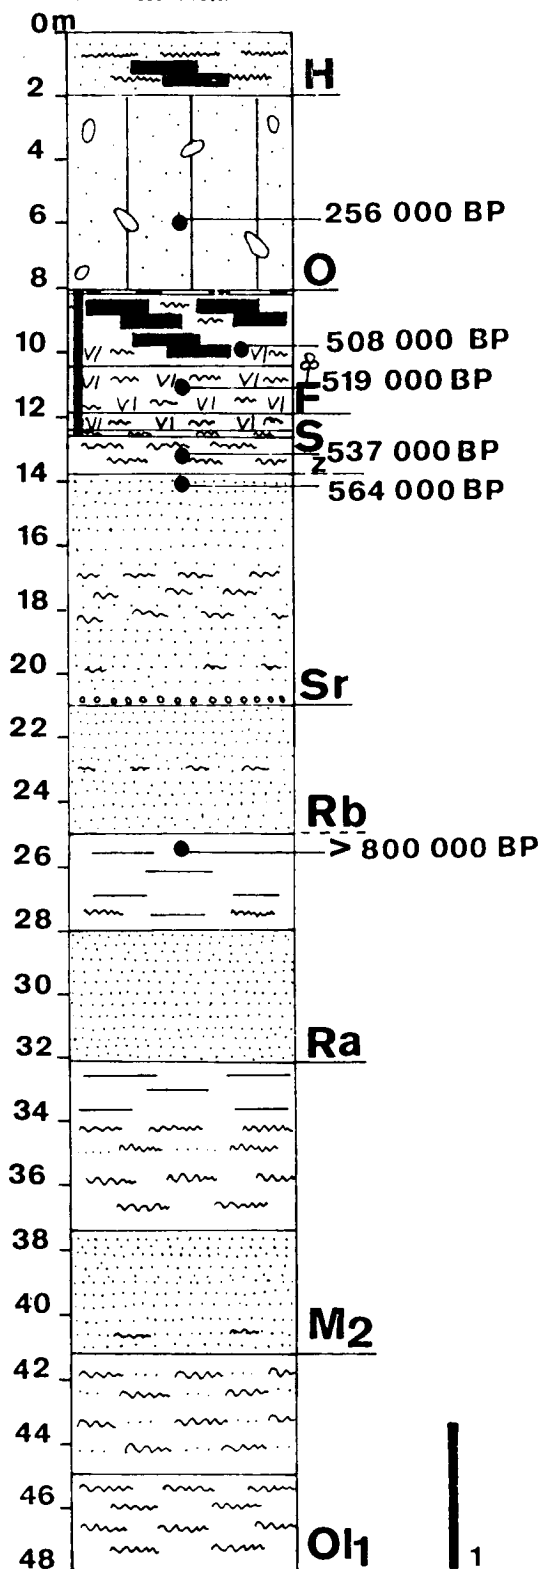 0m
H
2
4
6
256 000 BP
8
O
10
508 000 BP
519 000 BP
F
12
S
537 000 BP
z
14
564 000 BP
16
18
20
Sr
22
24
Rb
26
> 800 000 BP
28
30
32
Ra
34
36
38
40
M2
42
44
46
Ol1
48
1